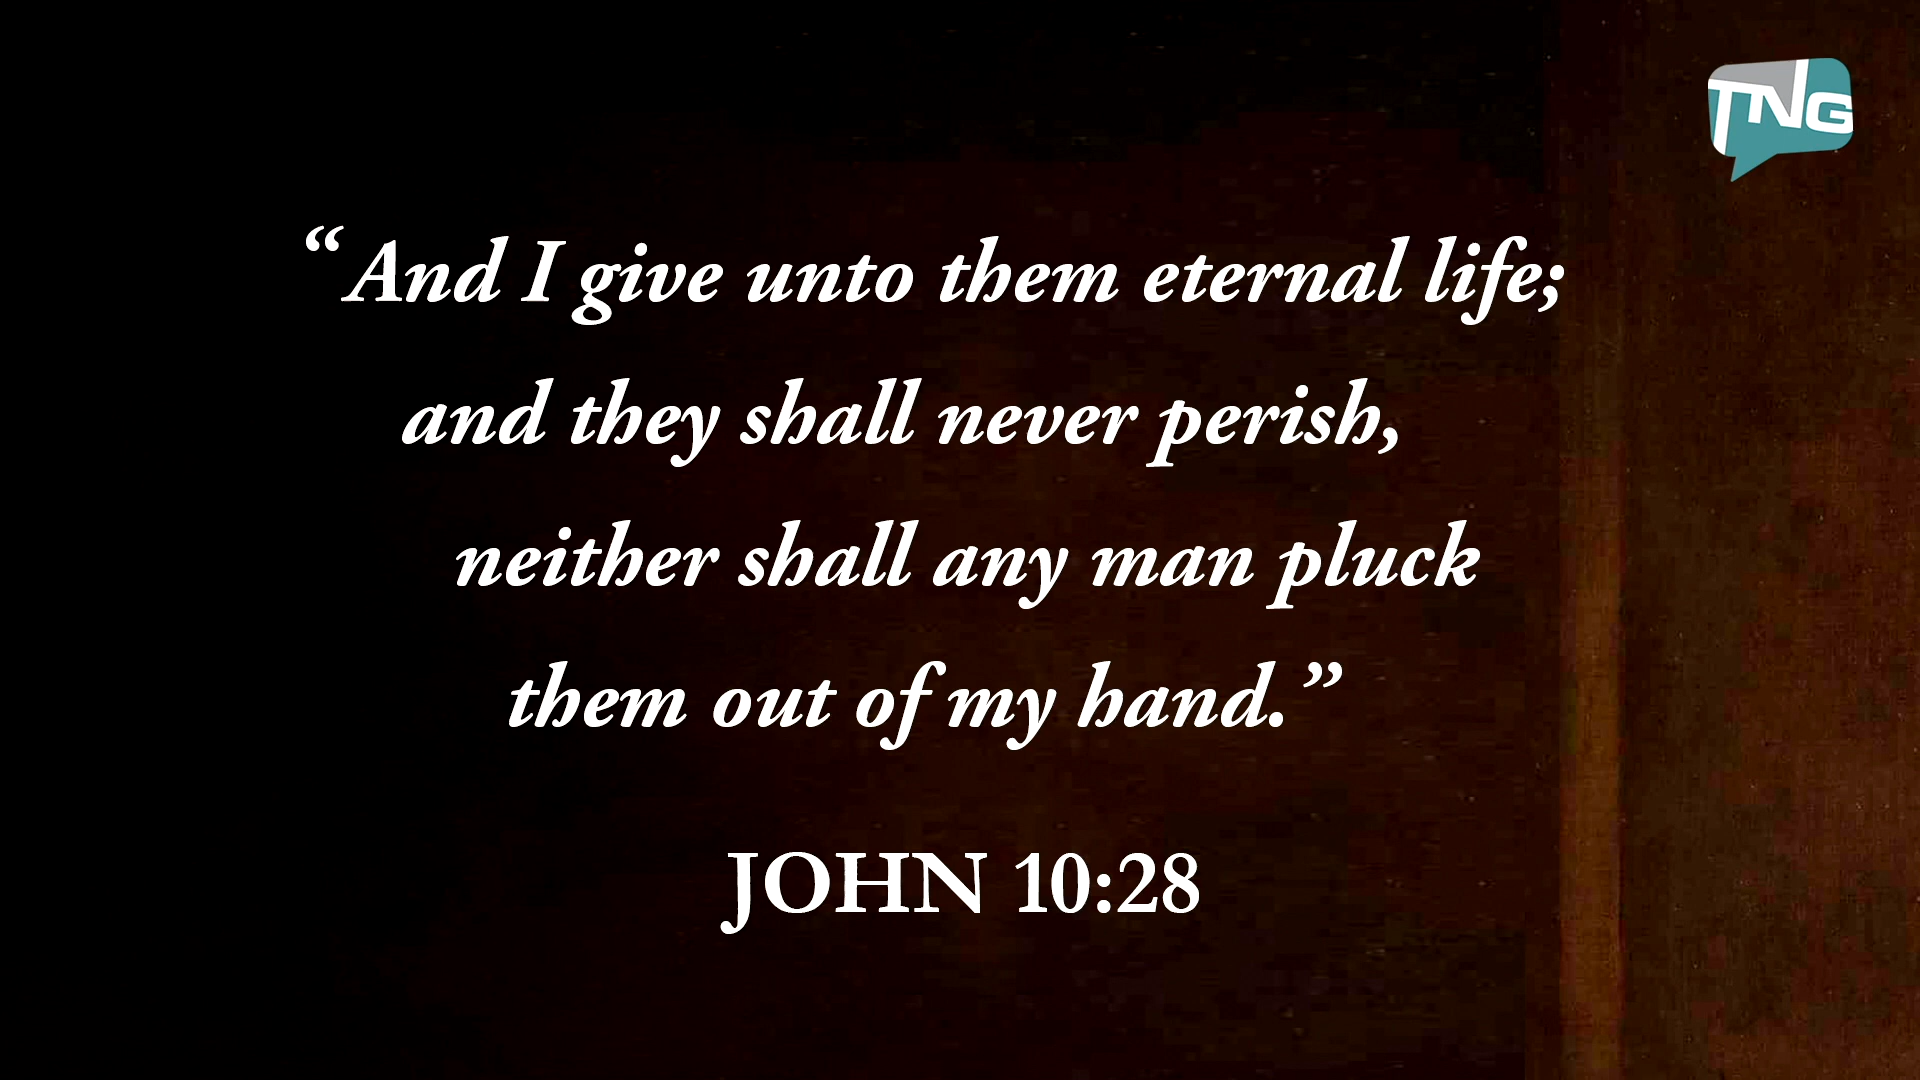 TNG
“And I give unto them eternal life;
and they shall never perish,
neither shall any man pluck
them out of my hand.”
JOHN 10:28